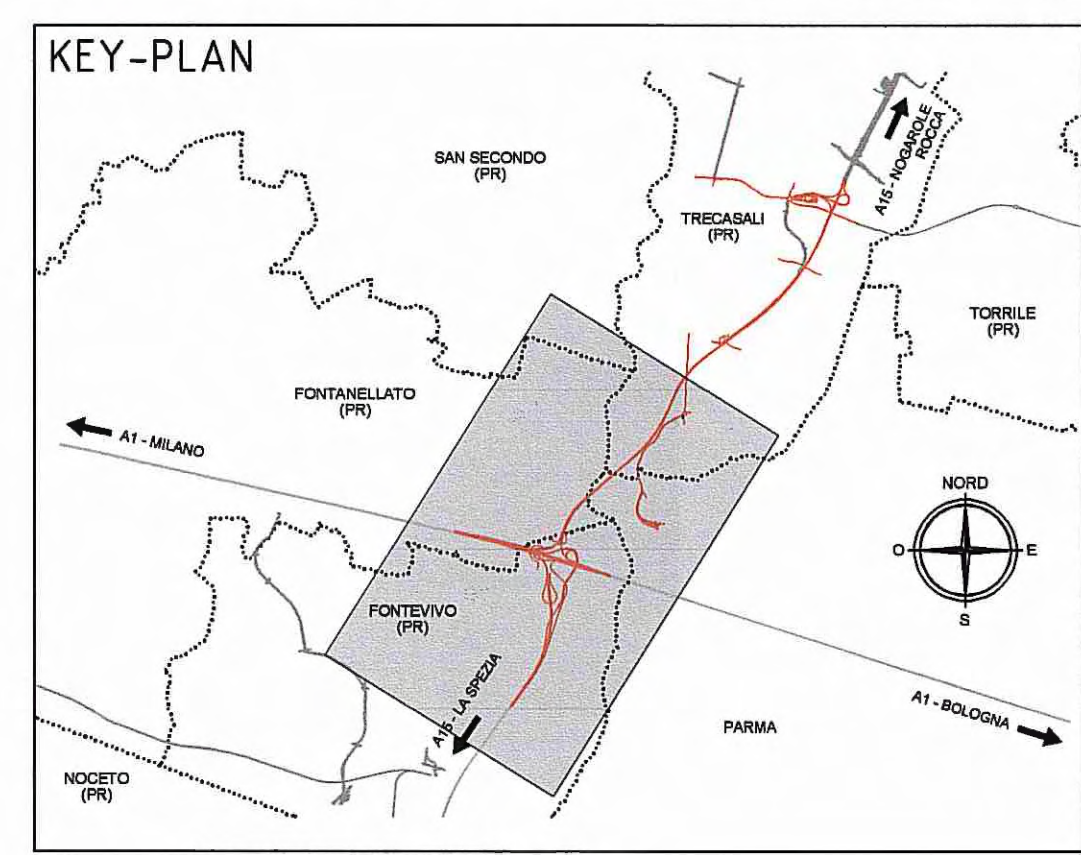 KEY-PLAN
SAN SECONDO
(PR)
A15 - NOGAROLE
ROCCA
TRECASALI
(PR)
TORRILE
(PR)
FONTANELLATO
(PR)
A1 - MILANO
NORD
O
E
S
FONTEVIVO
(PR)
A15 - LA SPEZIA
A1 - BOLOGNA
PARMA
NOCETO
(PR)